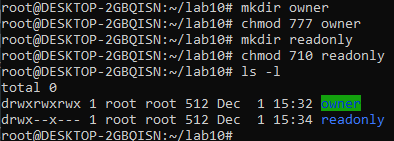 root@DESKTOP-2GBQISN:~/lab10# mkdir owner
root@DESKTOP-2GBQISN:~/lab10# chmod 777 owner
root@DESKTOP-2GBQISN:~/lab10# mkdir readonly
root@DESKTOP-2GBQISN:~/lab10# chmod 710 readonly
root@DESKTOP-2GBQISN:~/lab10# ls -l
total 0
drwxrwxrwx 1 root root 512 Dec  1 15:32 owner
drwx--x--- 1 root root 512 Dec  1 15:34 readonly
root@DESKTOP-2GBQISN:~/lab10#